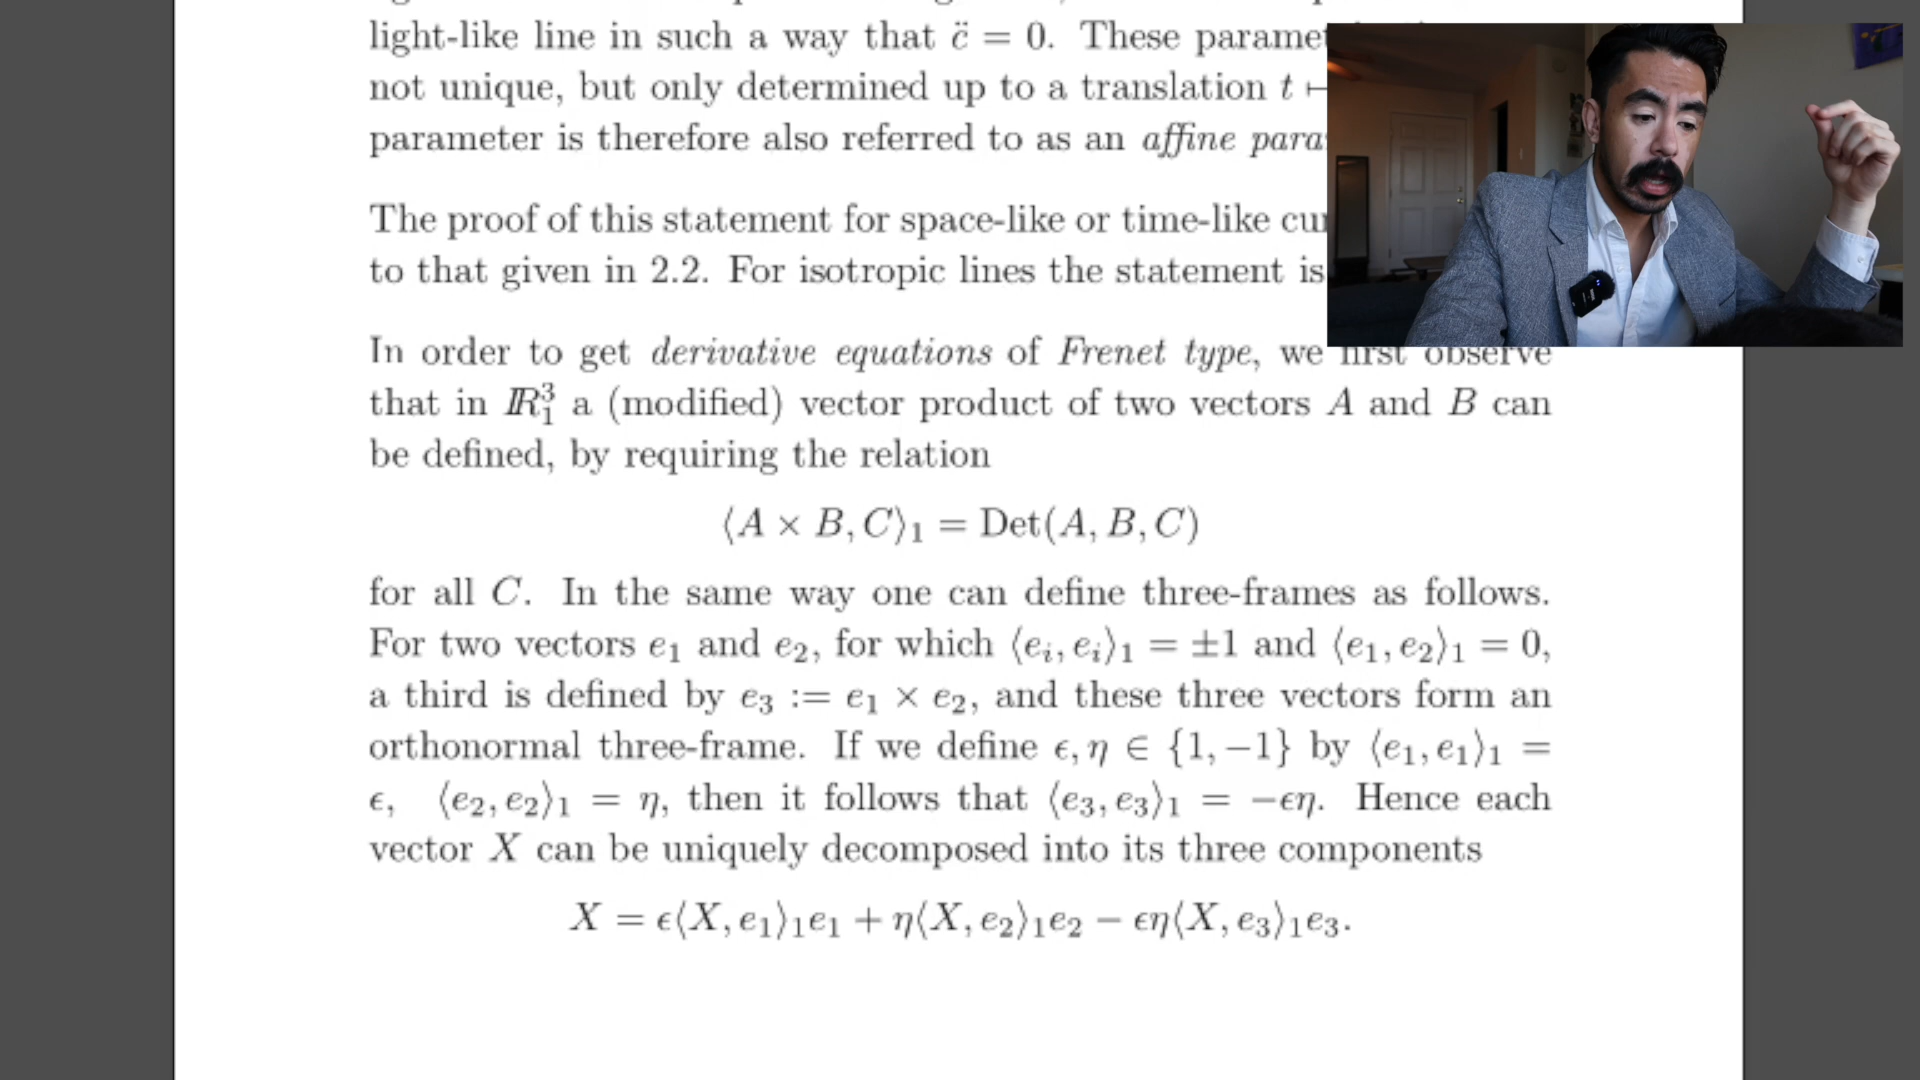 light-like line in such a way that c̈ = 0. These
not unique, but only determined up to a translation t
parameter is therefore also referred to as an affine
The proof of this statement for space-like or time-like
to that given in 2.2. For isotropic lines the statement is
In order to get derivative equations of Frenet type, we first observe
that in ℝ³₁ a (modified) vector product of two vectors A and B can
be defined, by requiring the relation
⟨A × B, C⟩₁ = Det(A, B, C)
for all C. In the same way one can define three-frames as follows.
For two vectors e₁ and e₂, for which ⟨eᵢ, eᵢ⟩₁ = ±1 and ⟨e₁, e₂⟩₁ = 0,
a third is defined by e₃ := e₁ × e₂, and these three vectors form an
orthonormal three-frame. If we define ϵ, η ∈ {1, −1} by ⟨e₁, e₁⟩₁ =
ϵ, ⟨e₂, e₂⟩₁ = η, then it follows that ⟨e₃, e₃⟩₁ = −ϵη. Hence each
vector X can be uniquely decomposed into its three components
X = ϵ⟨X, e₁⟩₁e₁ + η⟨X, e₂⟩₁e₂ − ϵη⟨X, e₃⟩₁e₃.